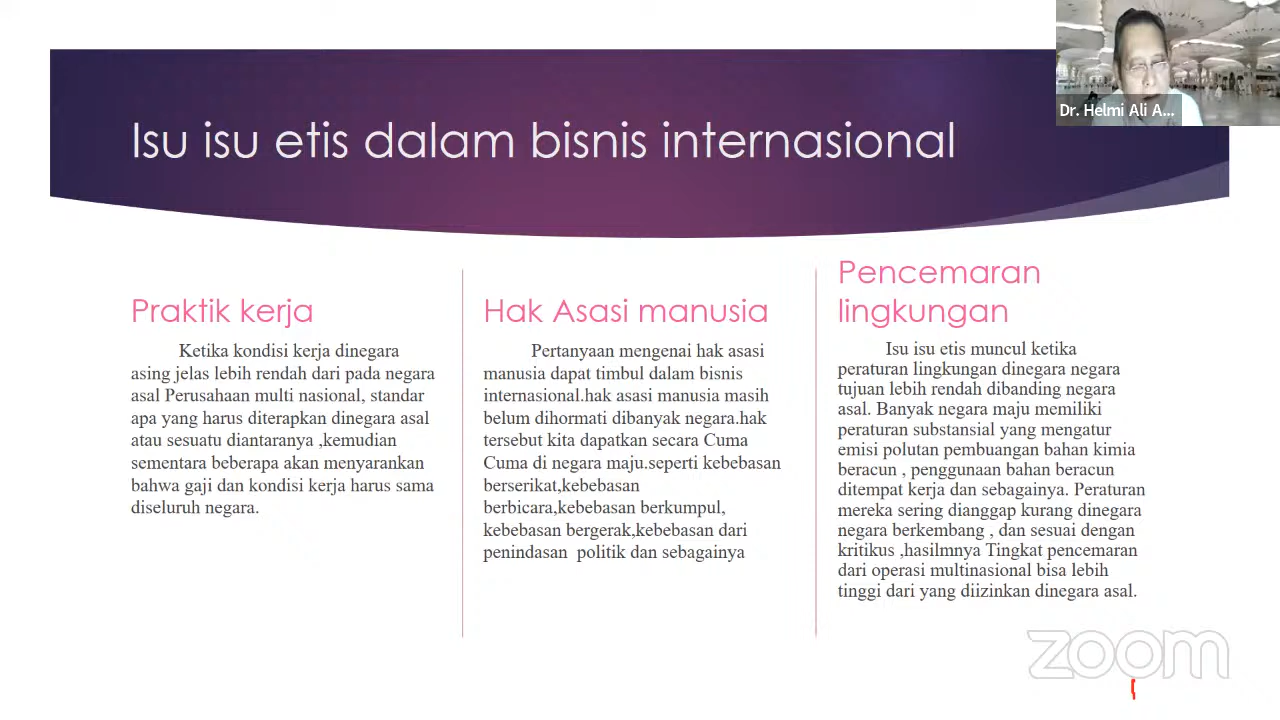 Dr. Helmi Ali A...
Isu isu etis dalam bisnis internasional
Praktik kerja
Ketika kondisi kerja dinegara
asing jelas lebih rendah dari pada negara
asal Perusahaan multi nasional, standar
apa yang harus diterapkan dinegara asal
atau sesuatu diantaranya ,kemudian
sementara beberapa akan menyarankan
bahwa gaji dan kondisi kerja harus sama
diseluruh negara.
Hak Asasi manusia
Pertanyaan mengenai hak asasi
manusia dapat timbul dalam bisnis
internasional.hak asasi manusia masih
belum dihormati dibanyak negara.hak
tersebut kita dapatkan secara Cuma
Cuma di negara maju.seperti kebebasan
berserikat,kebebasan
berbicara,kebebasan berkumpul,
kebebasan bergerak,kebebasan dari
penindasan  politik dan sebagainya
Pencemaran
lingkungan
Isu isu etis muncul ketika
peraturan lingkungan dinegara negara
tujuan lebih rendah dibanding negara
asal. Banyak negara maju memiliki
peraturan substansial yang mengatur
emisi polutan pembuangan bahan kimia
beracun , penggunaan bahan beracun
ditempat kerja dan sebagainya. Peraturan
mereka sering dianggap kurang dinegara
negara berkembang , dan sesuai dengan
kritikus ,hasilmnya Tingkat pencemaran
dari operasi multinasional bisa lebih
tinggi dari yang diizinkan dinegara asal.
zoom